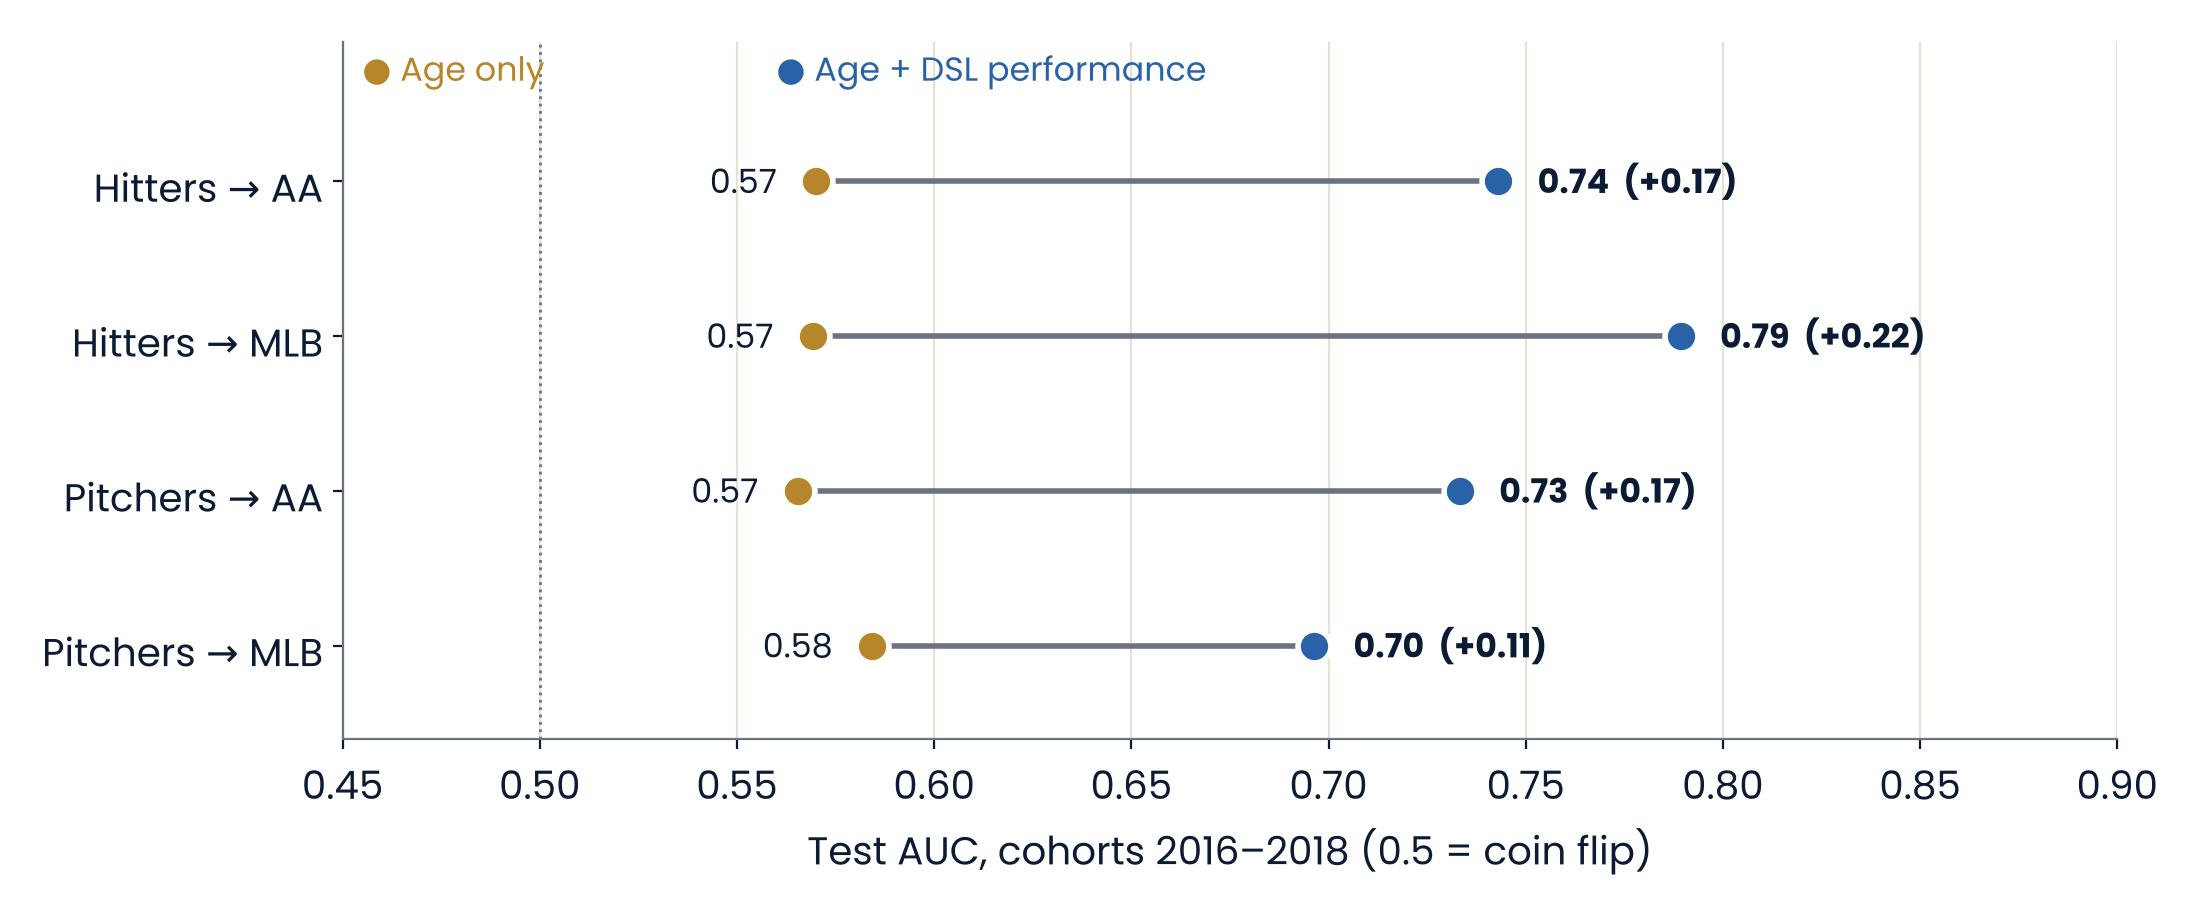 Age only
Age + DSL performance
Hitters → AA
0.57
0.74 (+0.17)
Hitters → MLB
0.57
0.79 (+0.22)
Pitchers → AA
0.57
0.73 (+0.17)
Pitchers → MLB
0.58
0.70 (+0.11)
0.45 0.50 0.55 0.60 0.65 0.70 0.75 0.80 0.85 0.90
Test AUC, cohorts 2016–2018 (0.5 = coin flip)